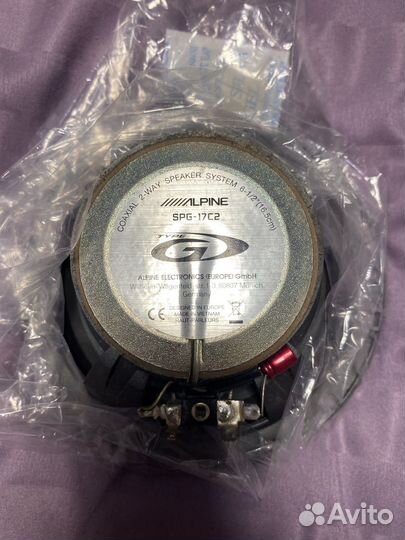 COAXIAL 2-WAY SPEAKER SYSTEM 6-1/2" (16.5cm)
ALPINE
SPG-17C2
TYPE G
ALPINE ELECTRONICS (EUROPE) GmbH
Wilhelm-Wagenfeld-str. 1-3, 80807 Munich,
Germany
DESIGNED IN EUROPE
MADE IN VIETNAM
HAUT-PARLEURS
CE
Avito